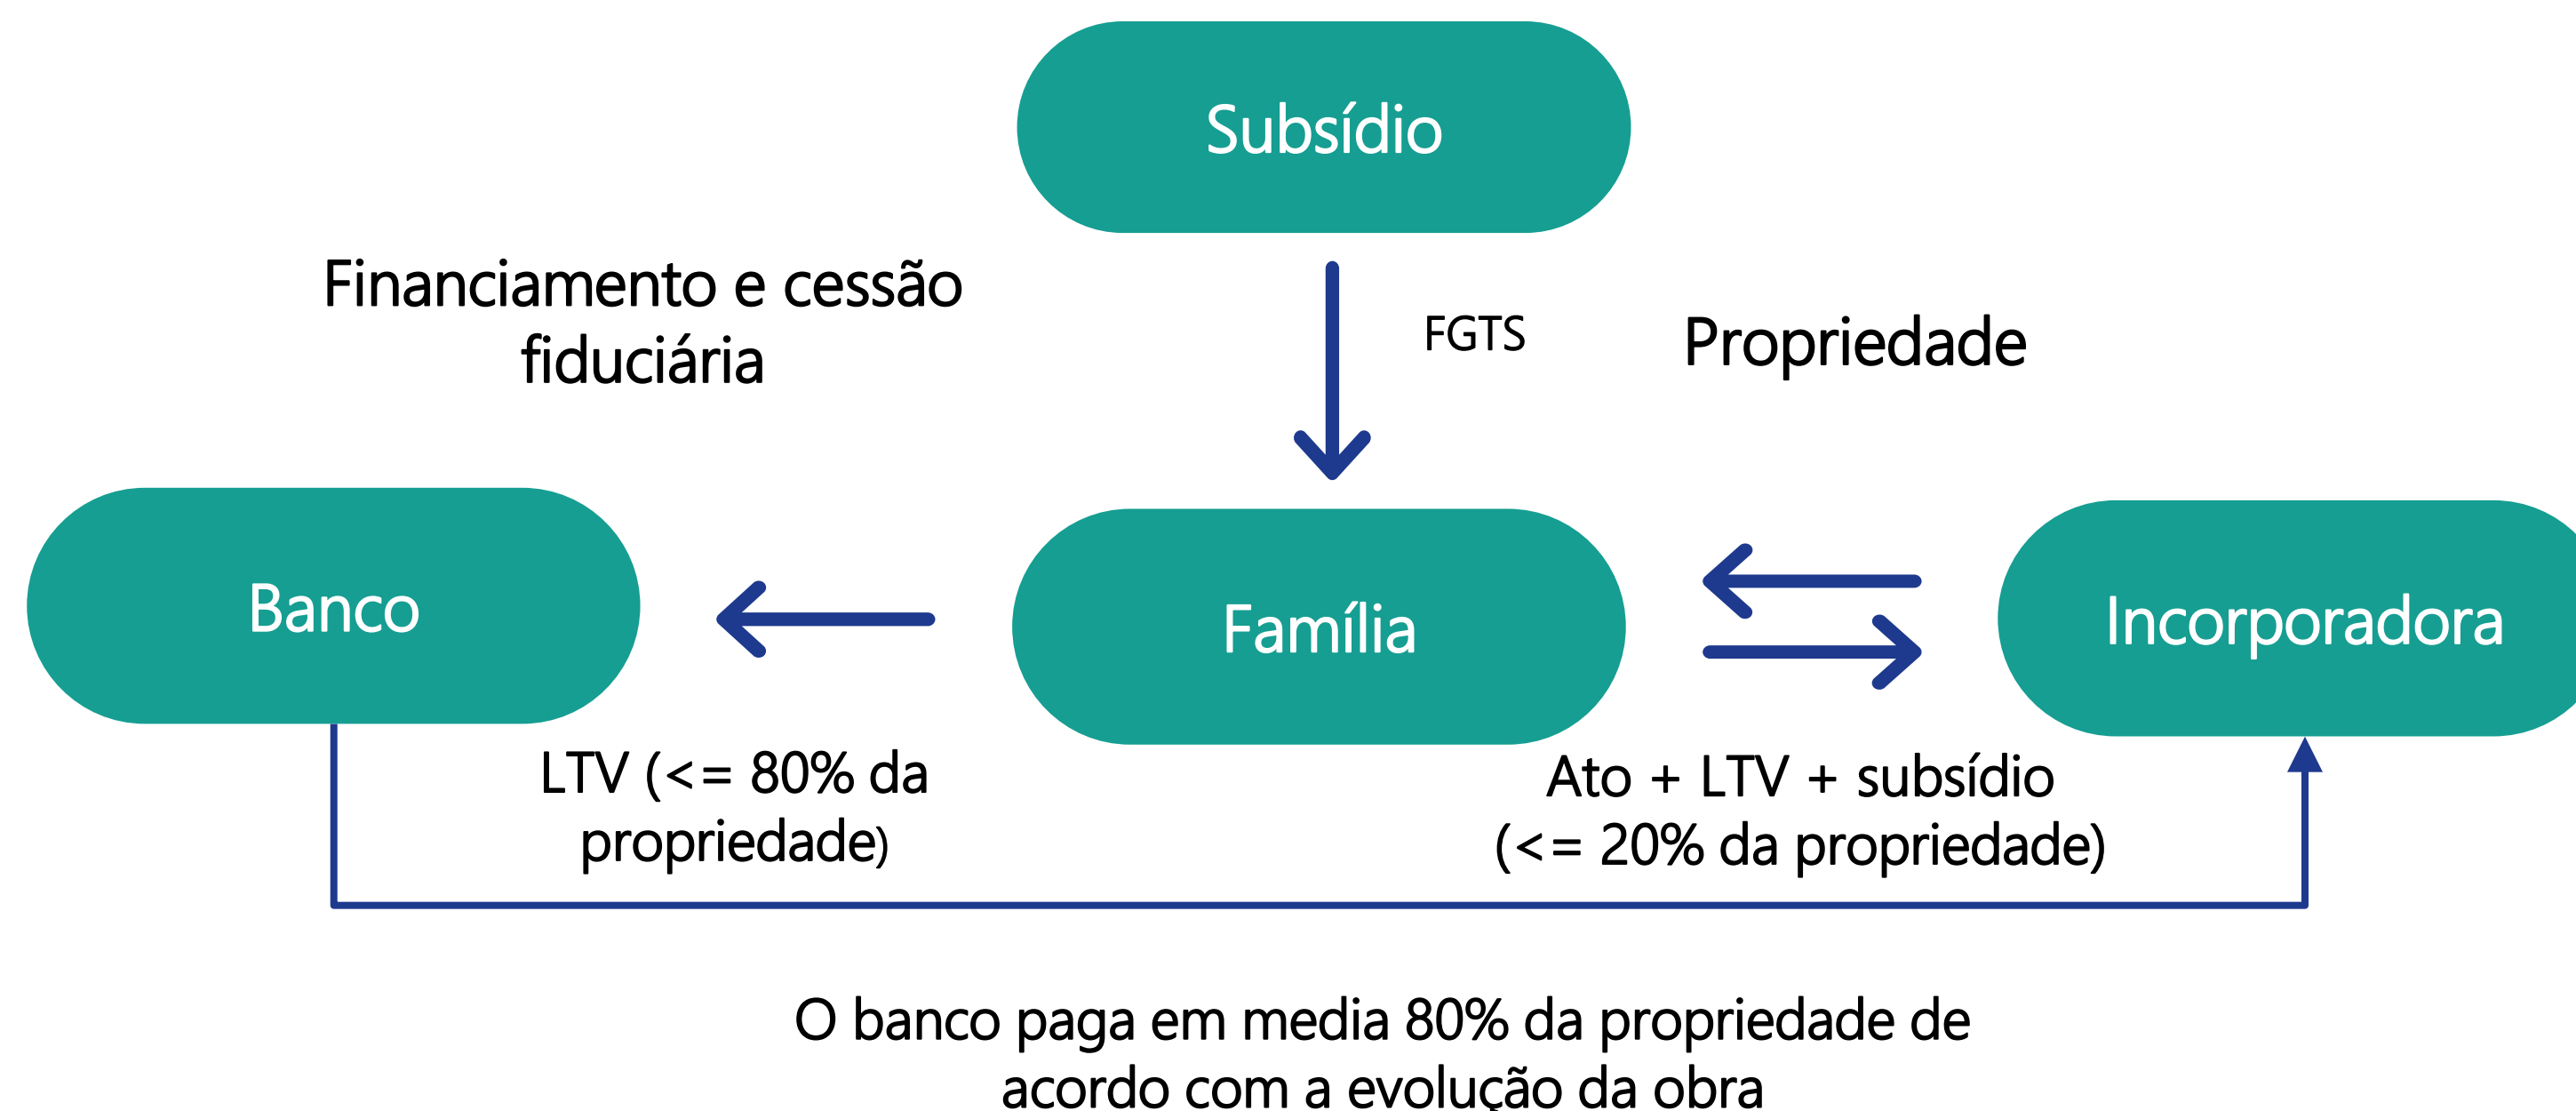 Subsídio
Financiamento e cessão
fiduciária
FGTS
Propriedade
Banco
Família
Incorporadora
LTV (<= 80% da
propriedade)
Ato + LTV + subsídio
(<= 20% da propriedade)
O banco paga em media 80% da propriedade de
acordo com a evolução da obra